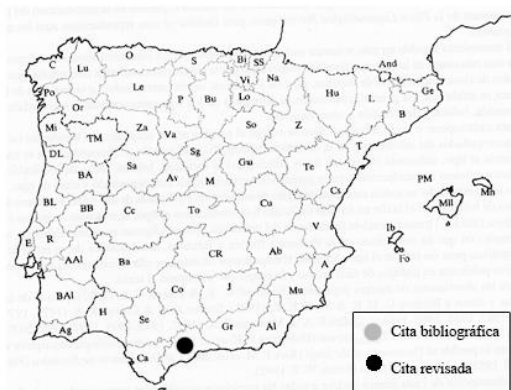 C Lu O S Bi SS And
Po Or Le P Bu Vi Lo Na Hu L Ge B
Mi TM Za Va So Z T
DL BA Sa Sg Av M Gu Te Cs PM Mll Mn
BL BB Cc To Cu V Ib Fo
E R AAl Ba CR Ab A
BAl Co J Mu
Ag H Se Gr Al
Ca
Cita bibliográfica
Cita revisada